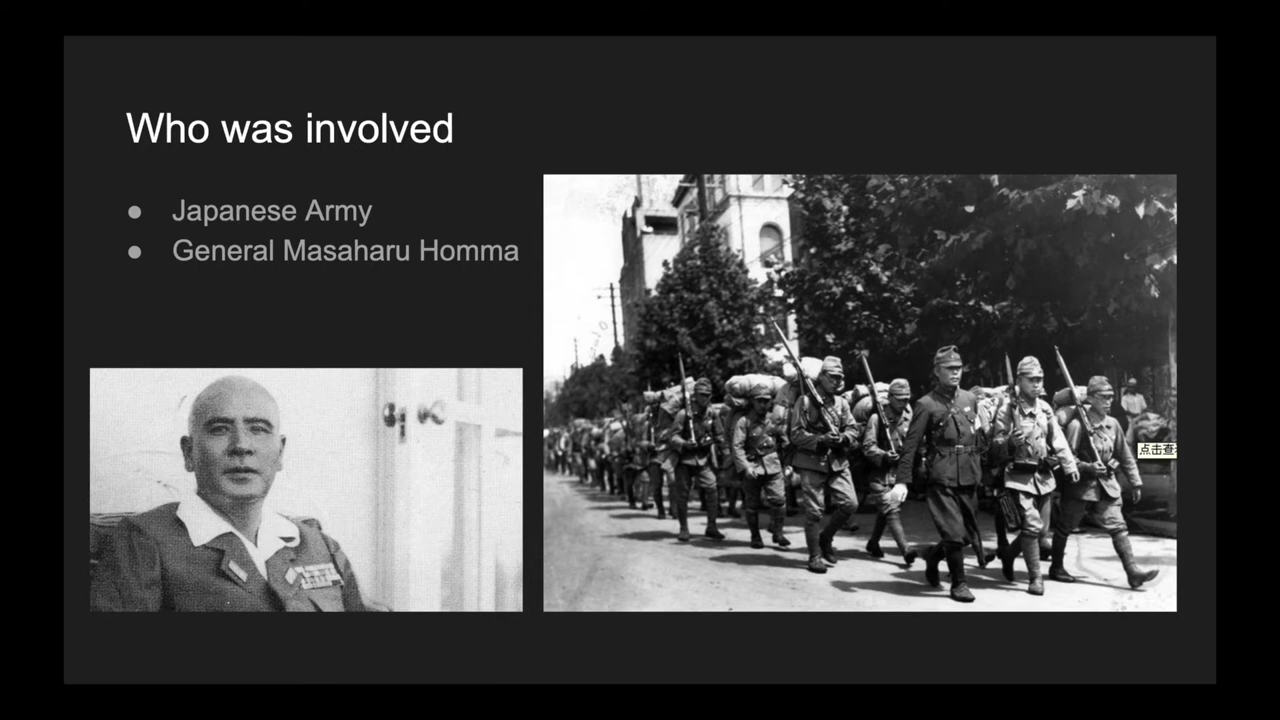 Who was involved
● Japanese Army
● General Masaharu Homma
点击查